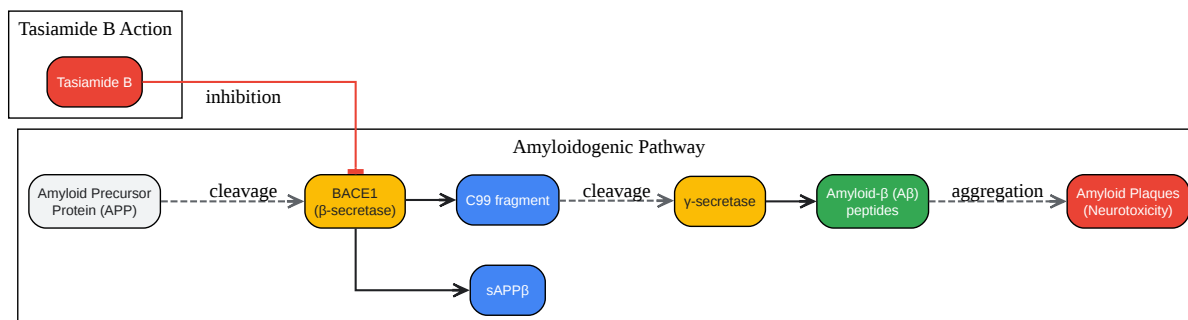 Tasiamide B Action
Tasiamide B
inhibition
Amyloidogenic Pathway
Amyloid Precursor
Protein (APP)
cleavage
BACE1
(β-secretase)
C99 fragment
cleavage
γ-secretase
Amyloid-β (Aβ)
peptides
aggregation
Amyloid Plaques
(Neurotoxicity)
sAPPβ